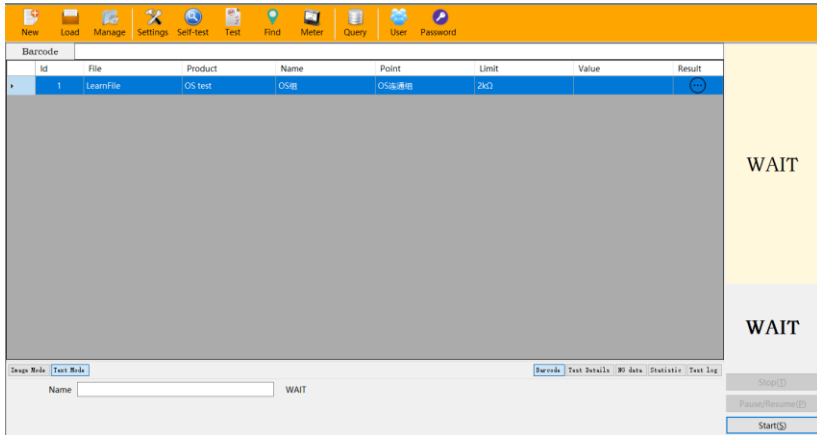 New Load Manage Settings Self-test Test Find Meter Query User Password
Barcode
Id File Product Name Point Limit Value Result
1 LearnFile OS test OS组 OS连通组 2kΩ
WAIT
WAIT
Image Mode Text Mode Barcode Test Details NG data Statistic Test log
Name WAIT
Stop(T)
Pause/Resume(P)
Start(S)